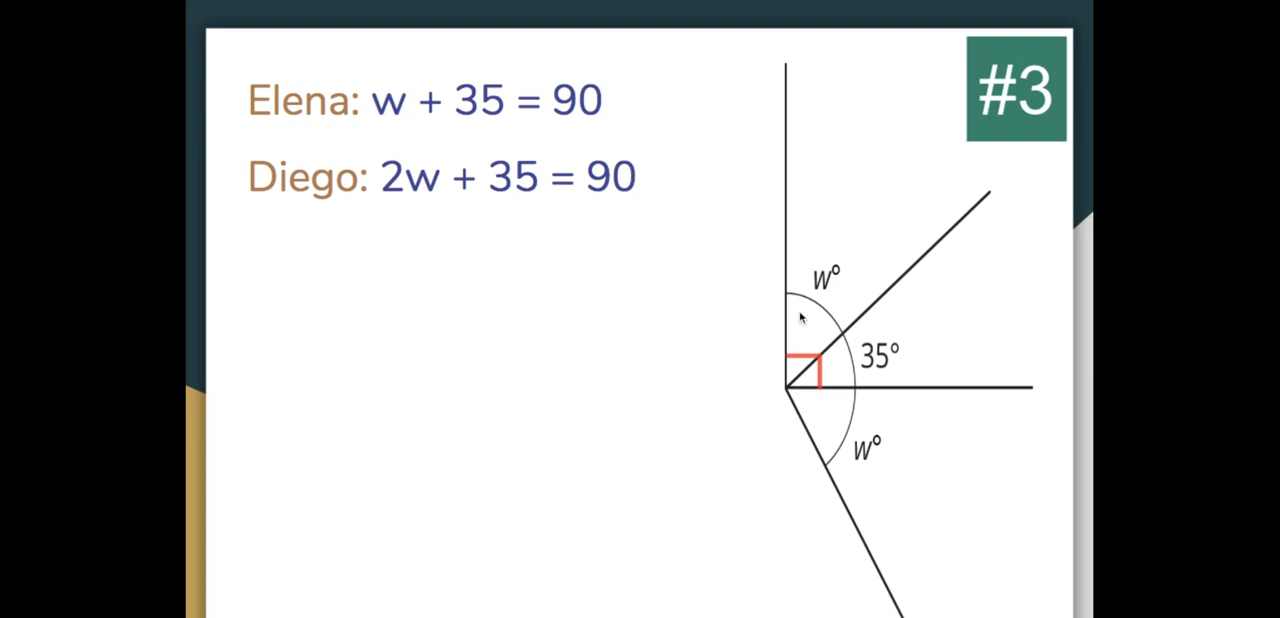 #3
Elena: w + 35 = 90
Diego: 2w + 35 = 90
w°
35°
w°